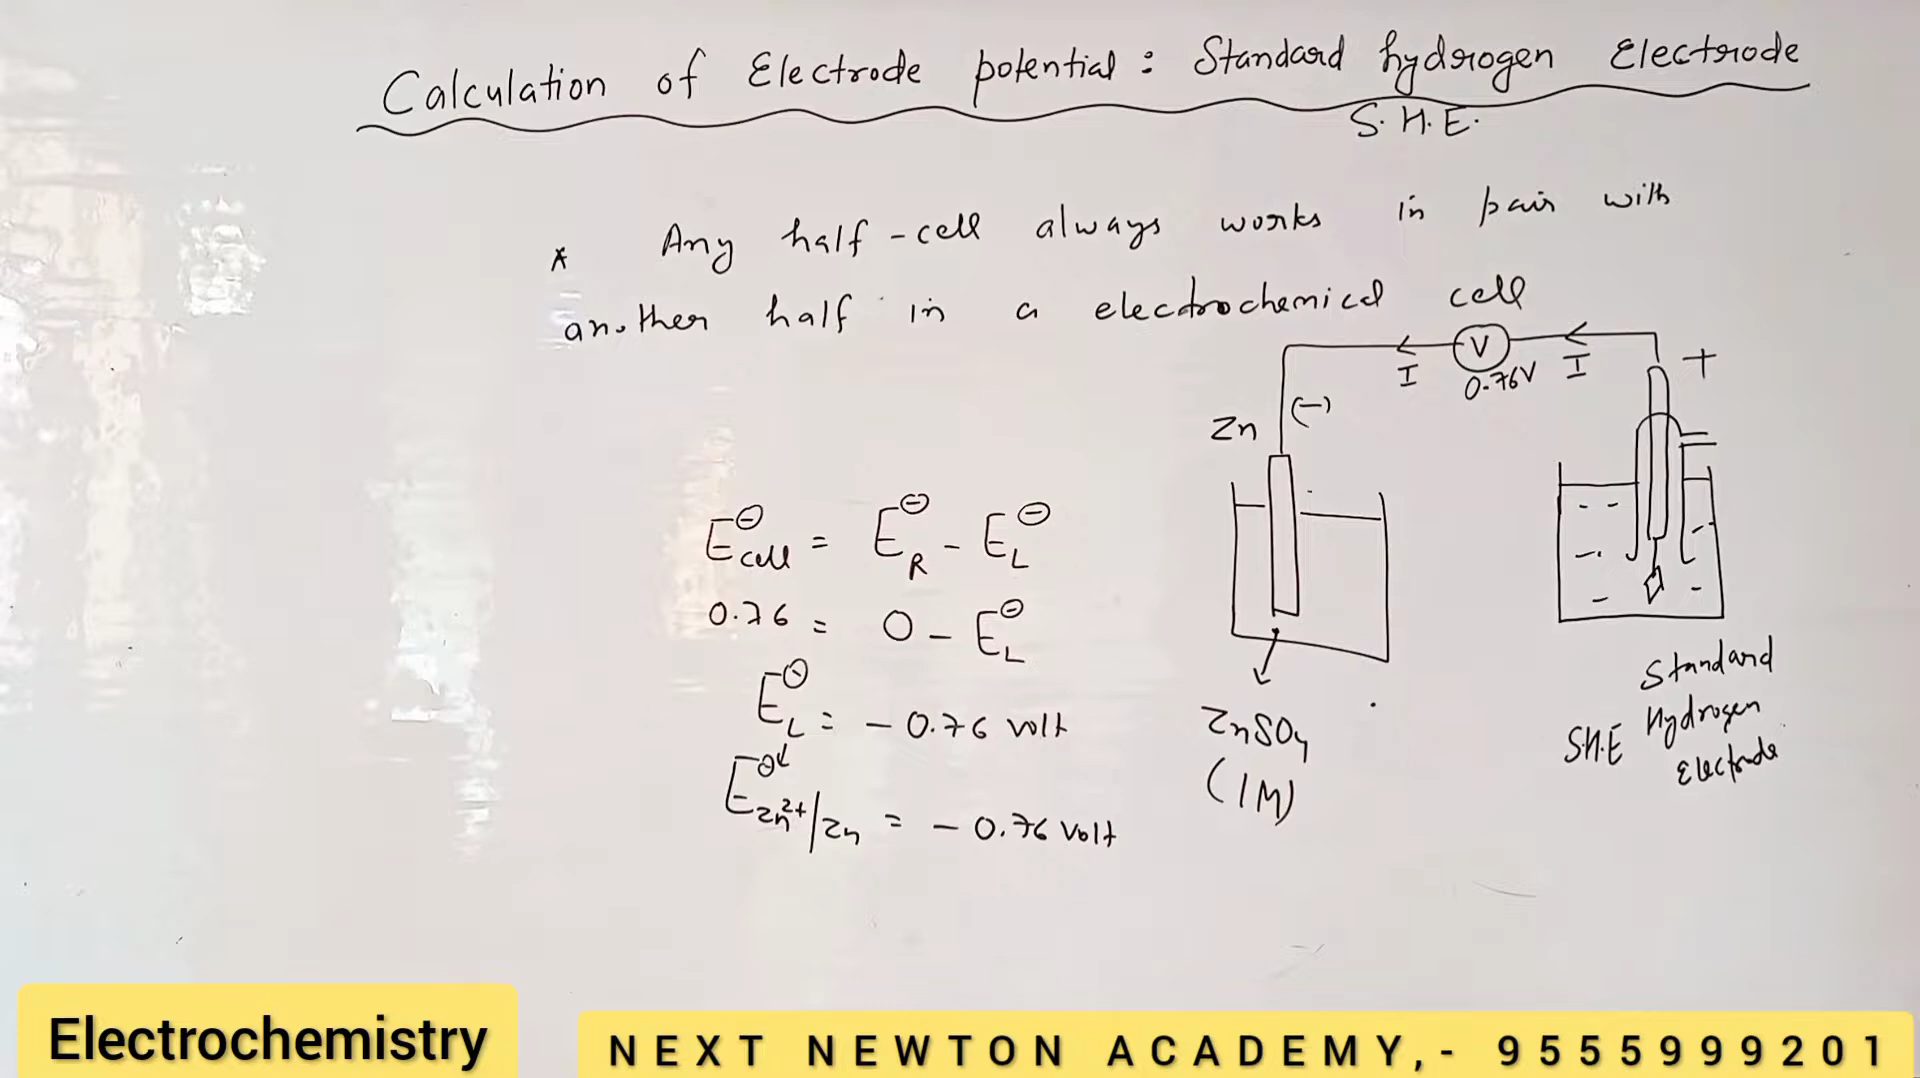 Calculation of Electrode potential : Standard hydrogen Electrode
S.H.E.
* Any half-cell always works in pair with
another half in a electrochemical cell
V
I
I
0.76V
+
(-)
Zn
E⊖cell = E⊖R - E⊖L
0.76 = 0 - E⊖L
E⊖L = - 0.76 volt
E⊖Zn2+/Zn = - 0.76 volt
ZnSO4
(1M)
S.H.E
Standard
Hydrogen
Electrode
Electrochemistry
NEXT NEWTON ACADEMY,- 9555999201